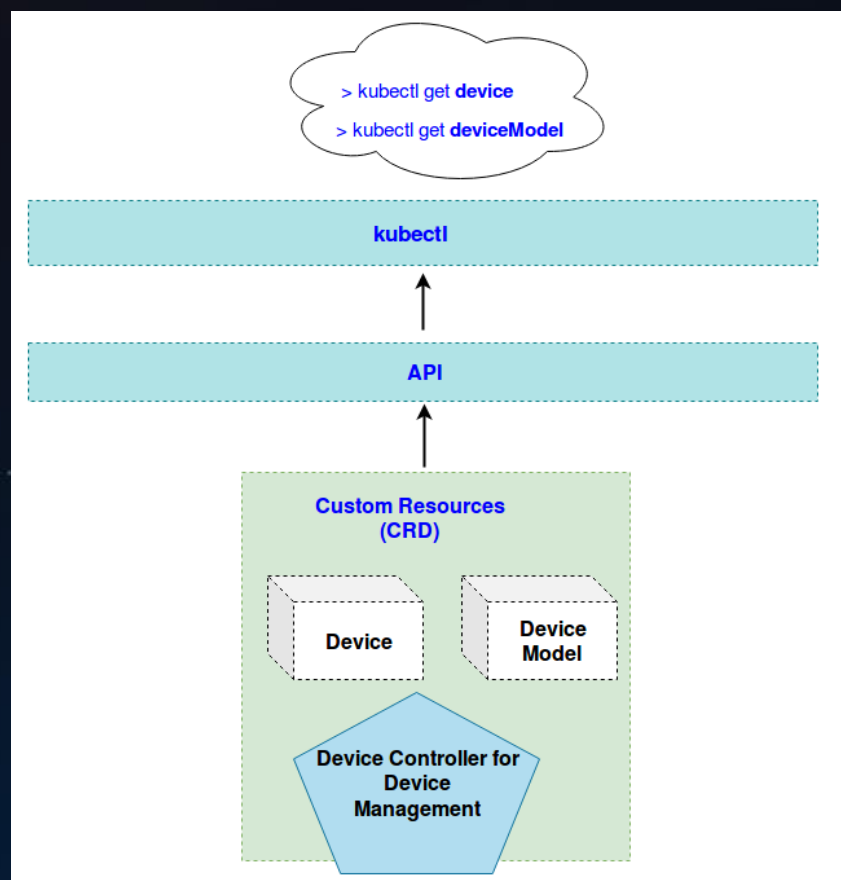 > kubectl get device
> kubectl get deviceModel
kubectl
API
Custom Resources
(CRD)
Device
Device
Model
Device Controller for
Device
Management